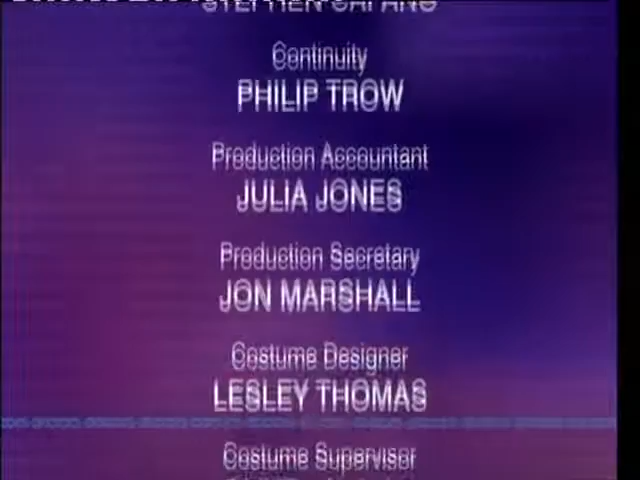 Continuity
PHILIP TROW
Production Accountant
JULIA JONES
Production Secretary
JON MARSHALL
Costume Designer
LESLEY THOMAS
Costume Supervisor